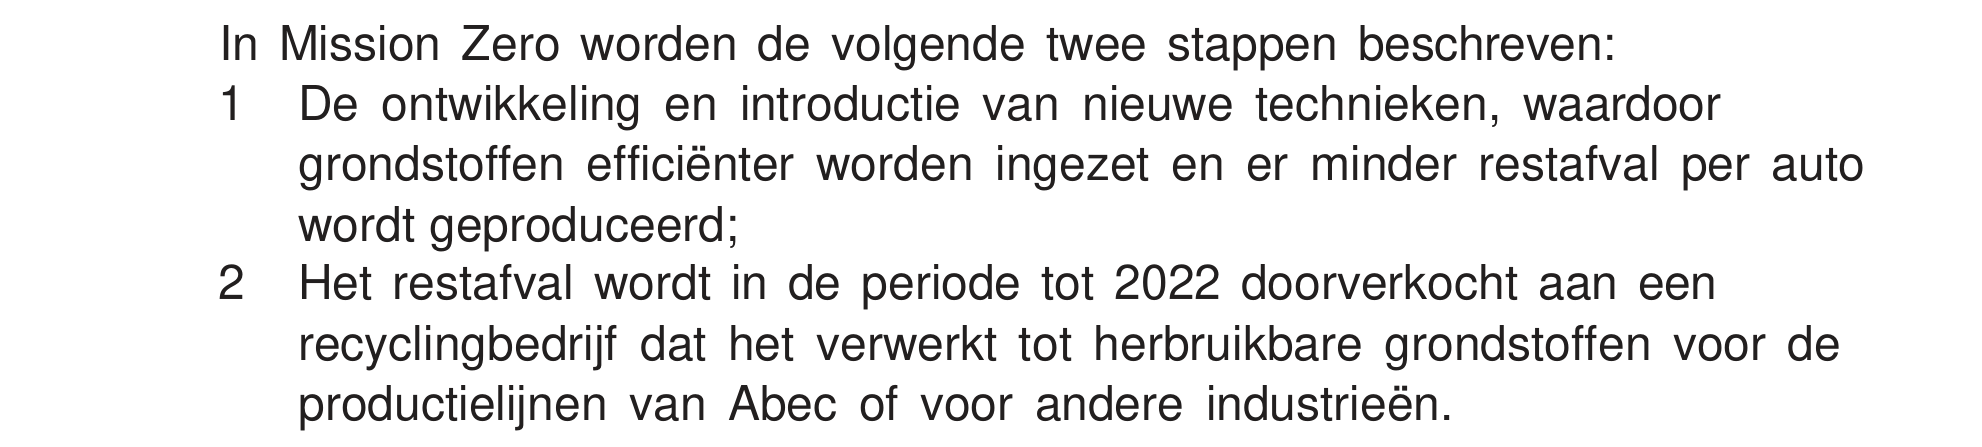 In Mission Zero worden de volgende twee stappen beschreven:
1 De ontwikkeling en introductie van nieuwe technieken, waardoor
grondstoffen efficiënter worden ingezet en er minder restafval per auto
wordt geproduceerd;
2 Het restafval wordt in de periode tot 2022 doorverkocht aan een
recyclingbedrijf dat het verwerkt tot herbruikbare grondstoffen voor de
productielijnen van Abec of voor andere industrieën.